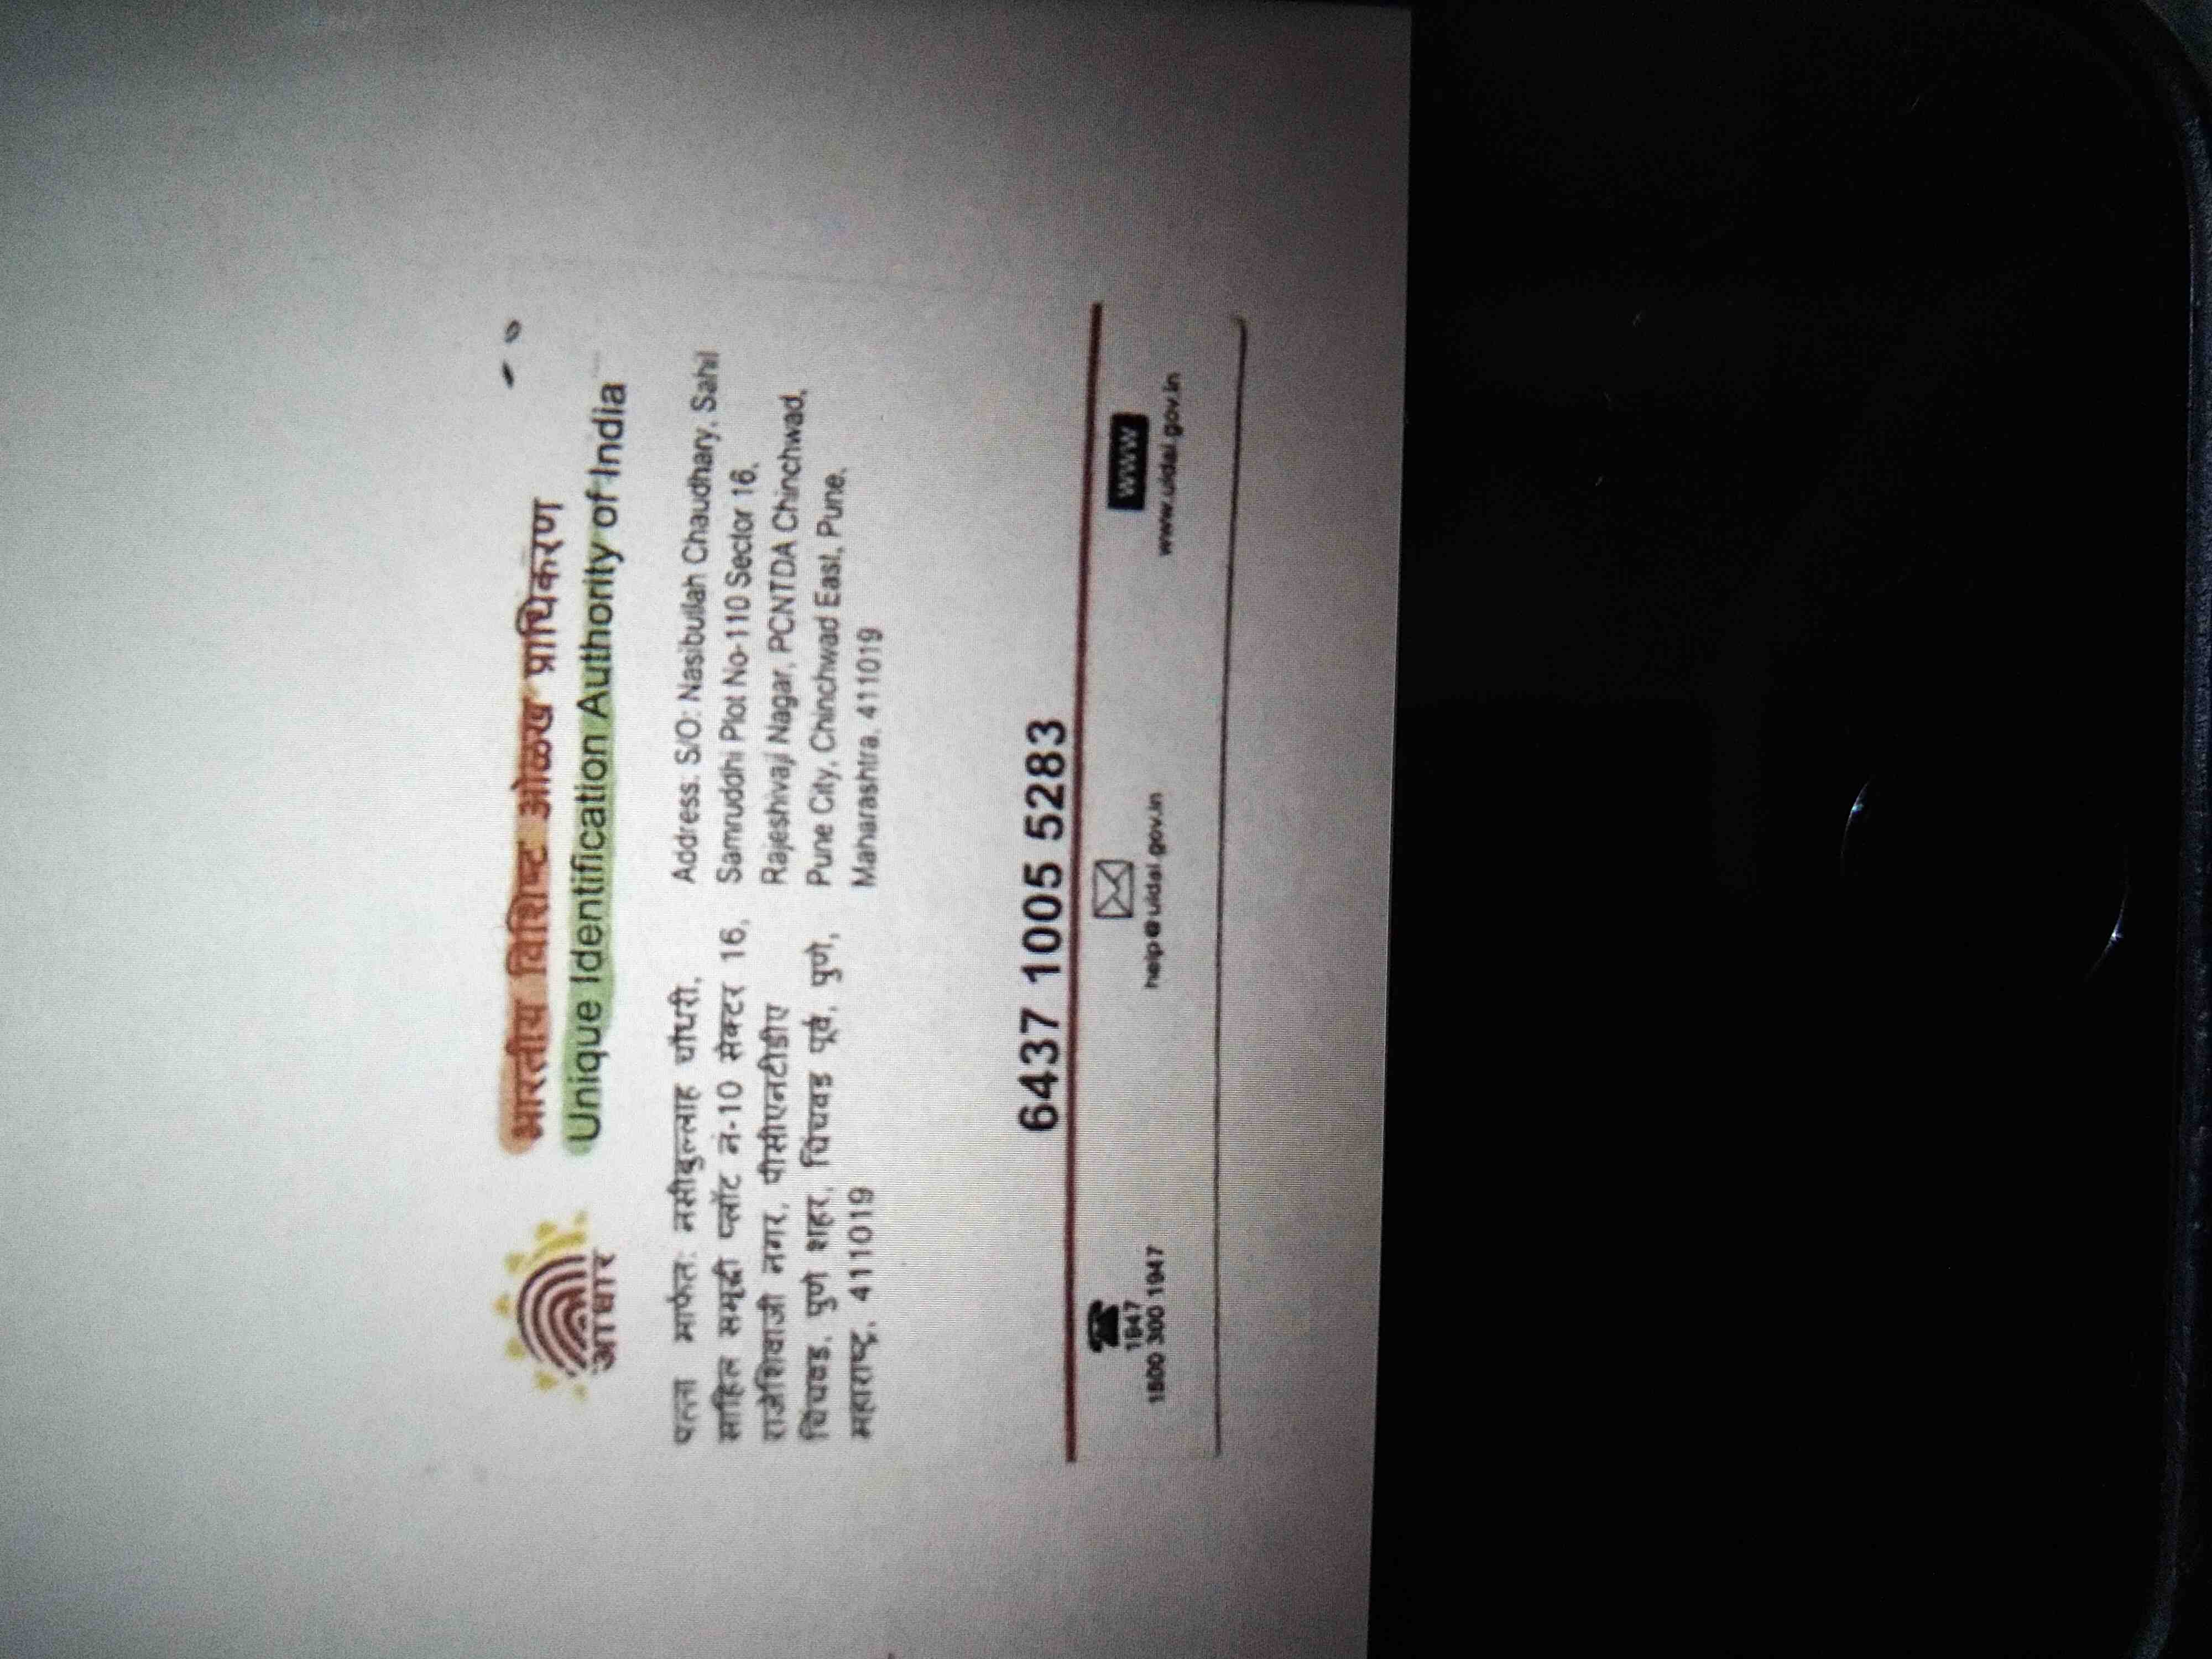 भारतीय विशिष्ट ओळख प्राधिकरण
Unique Identification Authority of India
आधार
पत्ता मार्फत: नसीबुल्लाह चौधरी,
साहिल समृद्धी प्लॉट नं-10 सेक्टर 16,
राजेशिवाजी नगर, पीसीएनटीडीए
चिंचवड, पुणे शहर, चिंचवड पूर्व, पुणे,
महाराष्ट्र, 411019
Address: S/O: Nasibullah Chaudhary, Sahil
Samruddhi Plot No-110 Sector 16,
Rajeshivaji Nagar, PCNTDA Chinchwad,
Pune City, Chinchwad East, Pune,
Maharashtra, 411019
6437 1005 5283
1947
1800 300 1947
help@uidai.gov.in
WWW
www.uidai.gov.in